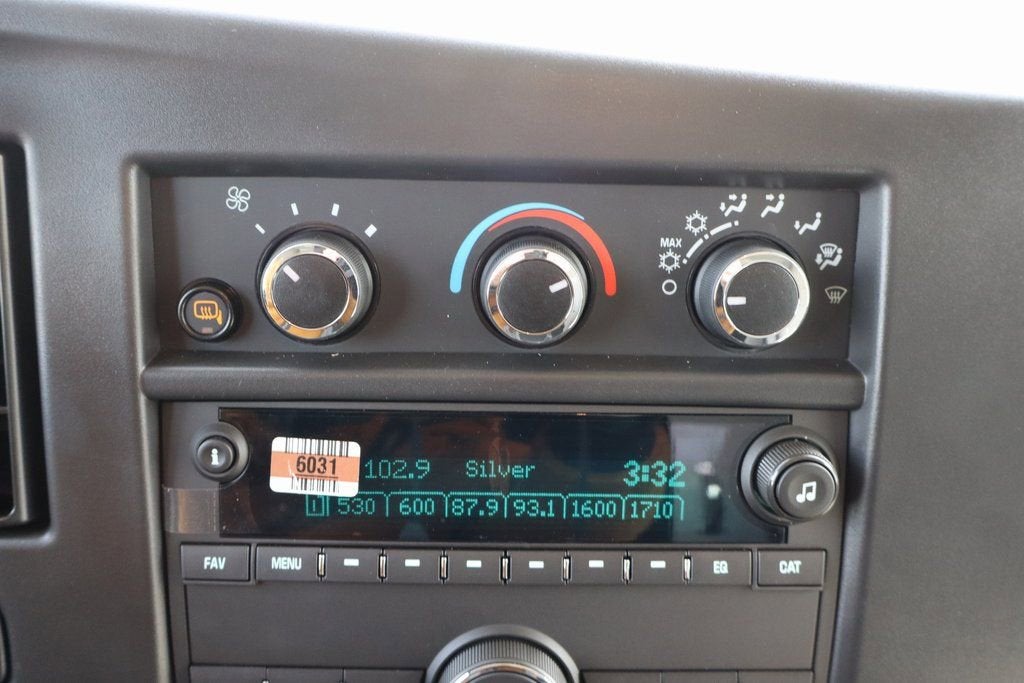 MAX
6031
102.9 Silver 3:32
1 530 600 87.9 93.1 1600 1710
i
FAV MENU EQ CAT